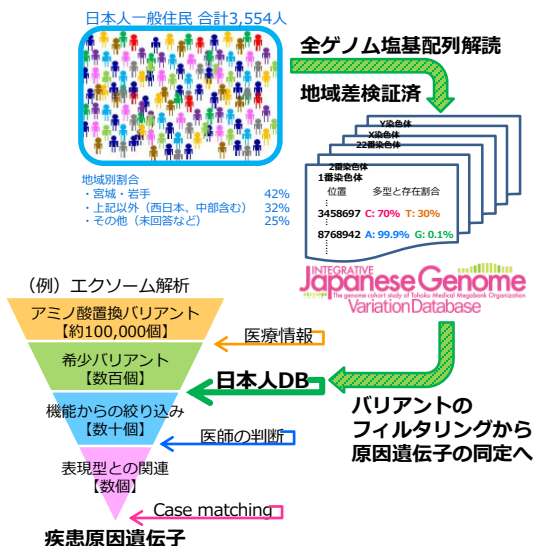 日本人一般住民 合計3,554人
全ゲノム塩基配列解読
地域差検証済
地域別割合
・宮城・岩手 42%
・上記以外（西日本、中部含む） 32%
・その他（未回答など） 25%
Y染色体
X染色体
22番染色体
2番染色体
1番染色体
位置 多型と存在割合
3458697 C: 70% T: 30%
8768942 A: 99.9% G: 0.1%
INTEGRATIVE
Japanese Genome
The genome cohort study of Tohoku Medical Megabank Organization
Variation Database
（例）エクソーム解析
アミノ酸置換バリアント
【約100,000個】
医療情報
希少バリアント
【数百個】
日本人DB
機能からの絞り込み
【数十個】
医師の判断
表現型との関連
【数個】
Case matching
疾患原因遺伝子
バリアントの
フィルタリングから
原因遺伝子の同定へ